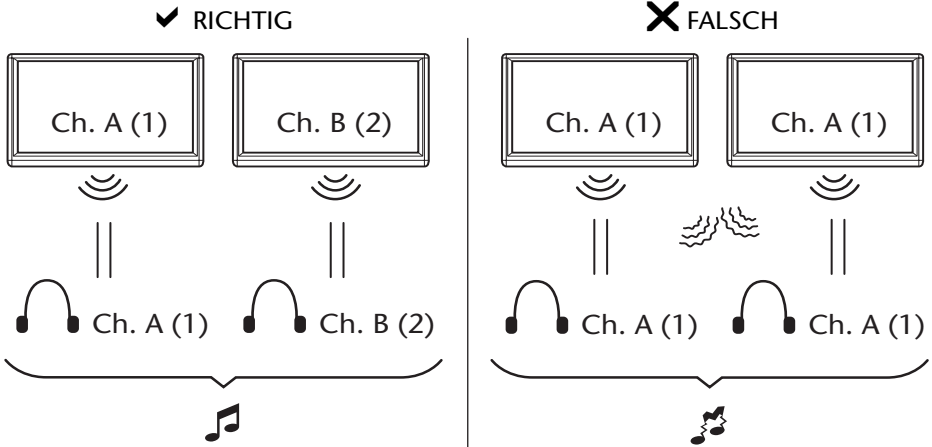 RICHTIG
Ch. A (1)
Ch. B (2)
Ch. A (1)
Ch. B (2)
FALSCH
Ch. A (1)
Ch. A (1)
Ch. A (1)
Ch. A (1)